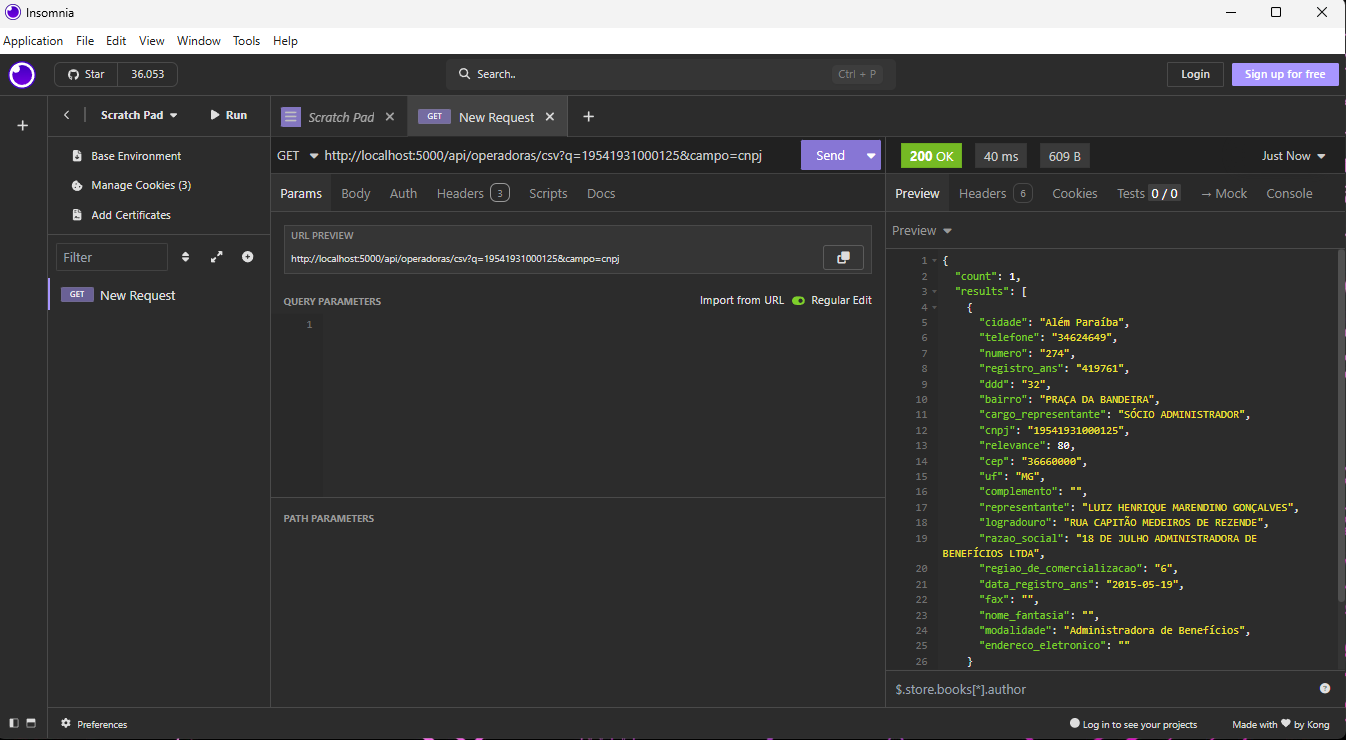 Insomnia
Application File Edit View Window Tools Help
Star 36.053
Search..
Ctrl + P
Login
Sign up for free
Scratch Pad
Run
Base Environment
Manage Cookies (3)
Add Certificates
Filter
GET New Request
Scratch Pad
GET New Request
GET http://localhost:5000/api/operadoras/csv?q=19541931000125&campo=cnpj
Send
Params Body Auth Headers 3 Scripts Docs
URL PREVIEW
http://localhost:5000/api/operadoras/csv?q=19541931000125&campo=cnpj
QUERY PARAMETERS
Import from URL Regular Edit
1
PATH PARAMETERS
200 OK 40 ms 609 B Just Now
Preview Headers 6 Cookies Tests 0 / 0 → Mock Console
Preview
1 {
2 "count": 1,
3 "results": [
4 {
5 "cidade": "Além Paraíba",
6 "telefone": "34624649",
7 "numero": "274",
8 "registro_ans": "419761",
9 "ddd": "32",
10 "bairro": "PRAÇA DA BANDEIRA",
11 "cargo_representante": "SÓCIO ADMINISTRADOR",
12 "cnpj": "19541931000125",
13 "relevance": 80,
14 "cep": "36660000",
15 "uf": "MG",
16 "complemento": "",
17 "representante": "LUIZ HENRIQUE MARENDINO GONÇALVES",
18 "logradouro": "RUA CAPITÃO MEDEIROS DE REZENDE",
19 "razao_social": "18 DE JULHO ADMINISTRADORA DE
BENEFÍCIOS LTDA",
20 "regiao_de_comercializacao": "6",
21 "data_registro_ans": "2015-05-19",
22 "fax": "",
23 "nome_fantasia": "",
24 "modalidade": "Administradora de Benefícios",
25 "endereco_eletronico": ""
26 }
$.store.books[*].author
Preferences
Log in to see your projects
Made with ♥ by Kong